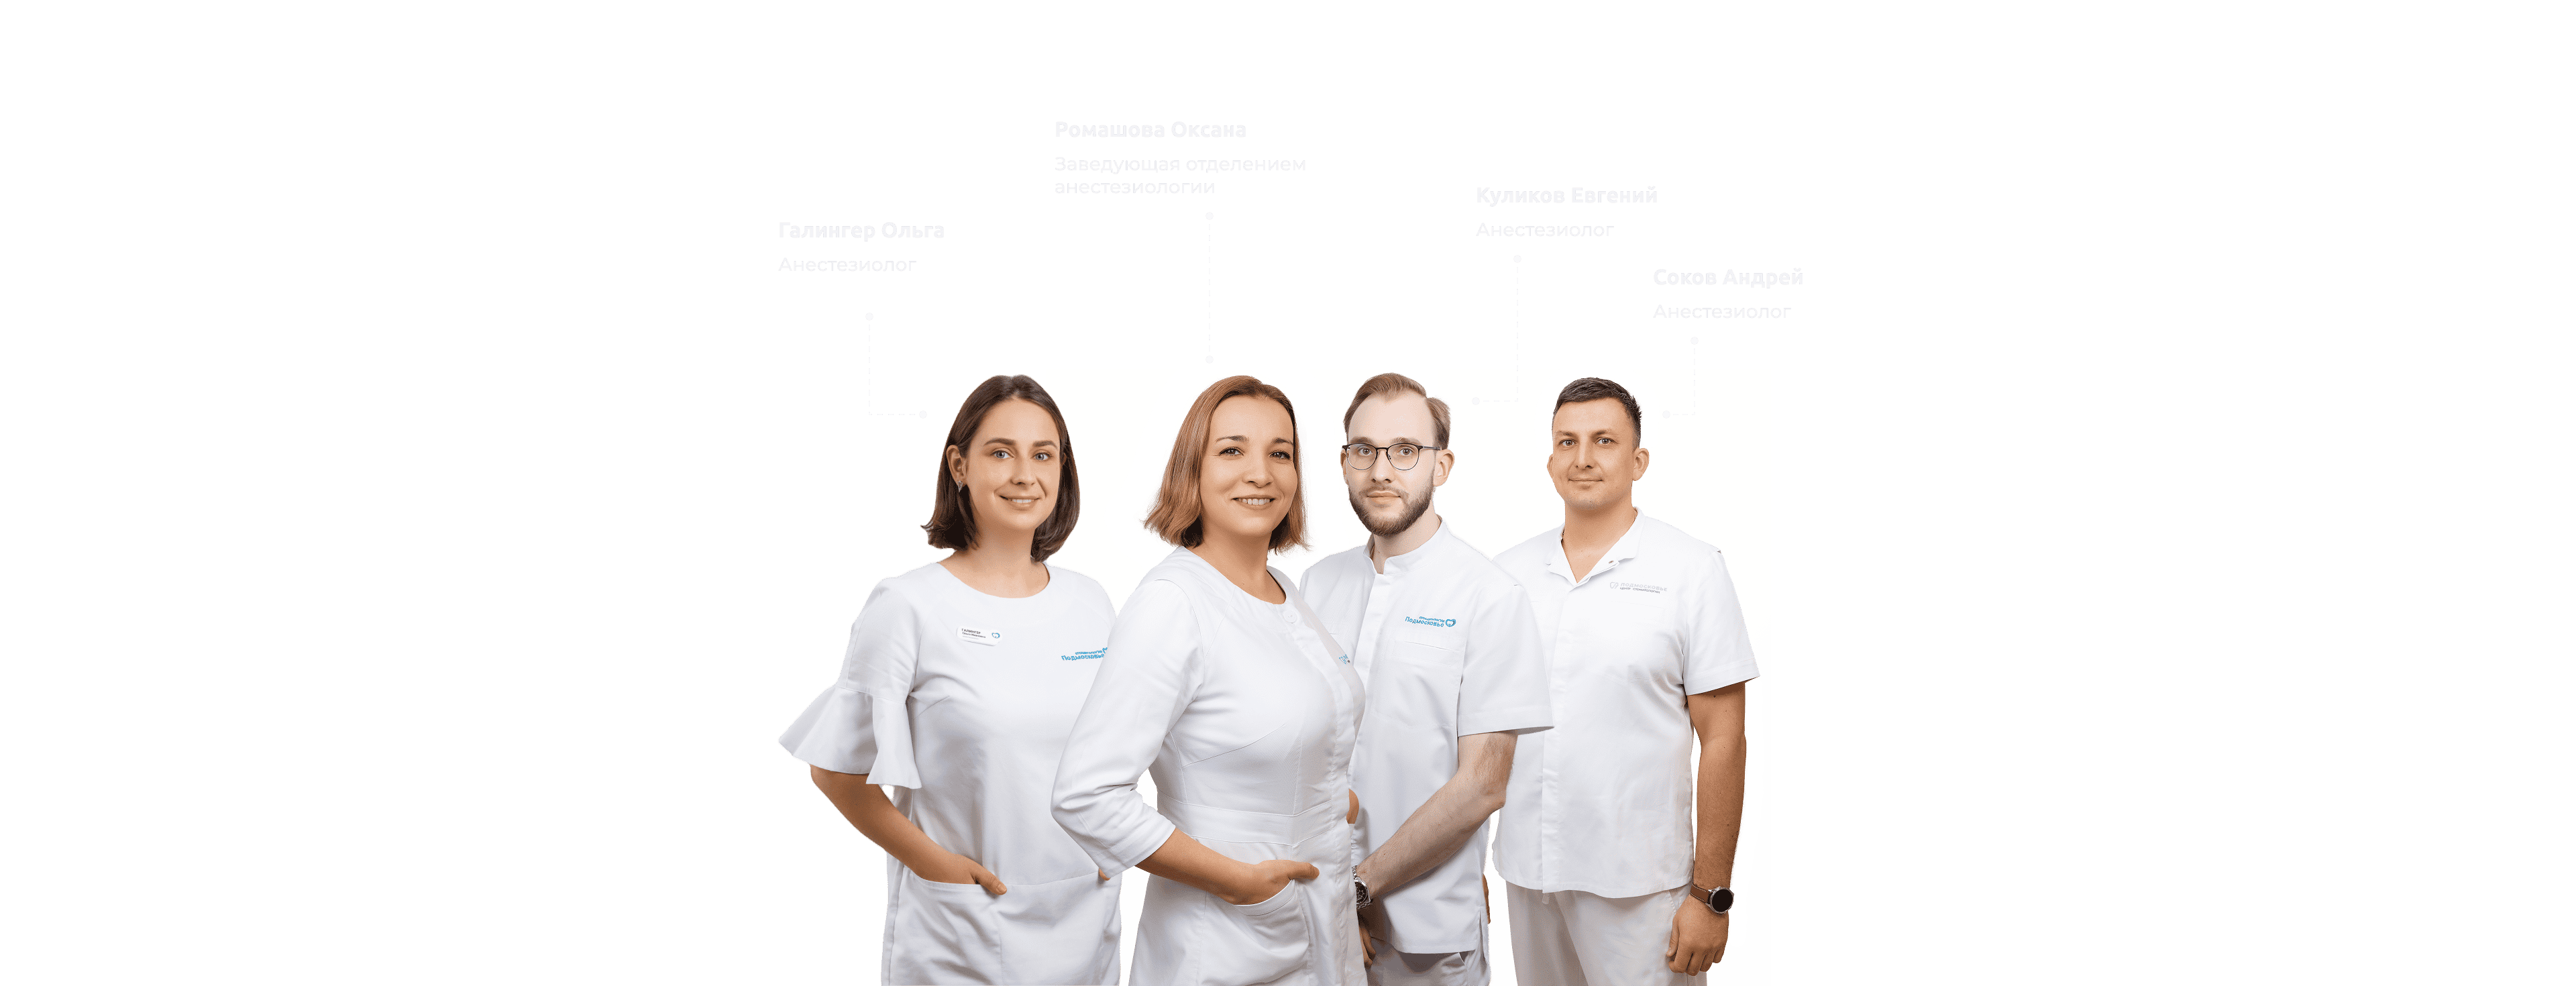 Ромашова Оксана
Заведующая отделением
анестезиологии
Куликов Евгений
Анестезиолог
Галингер Ольга
Анестезиолог
Соков Андрей
Анестезиолог
Подмосковье
Подмосковье
ПОДМОСКОВЬЕ